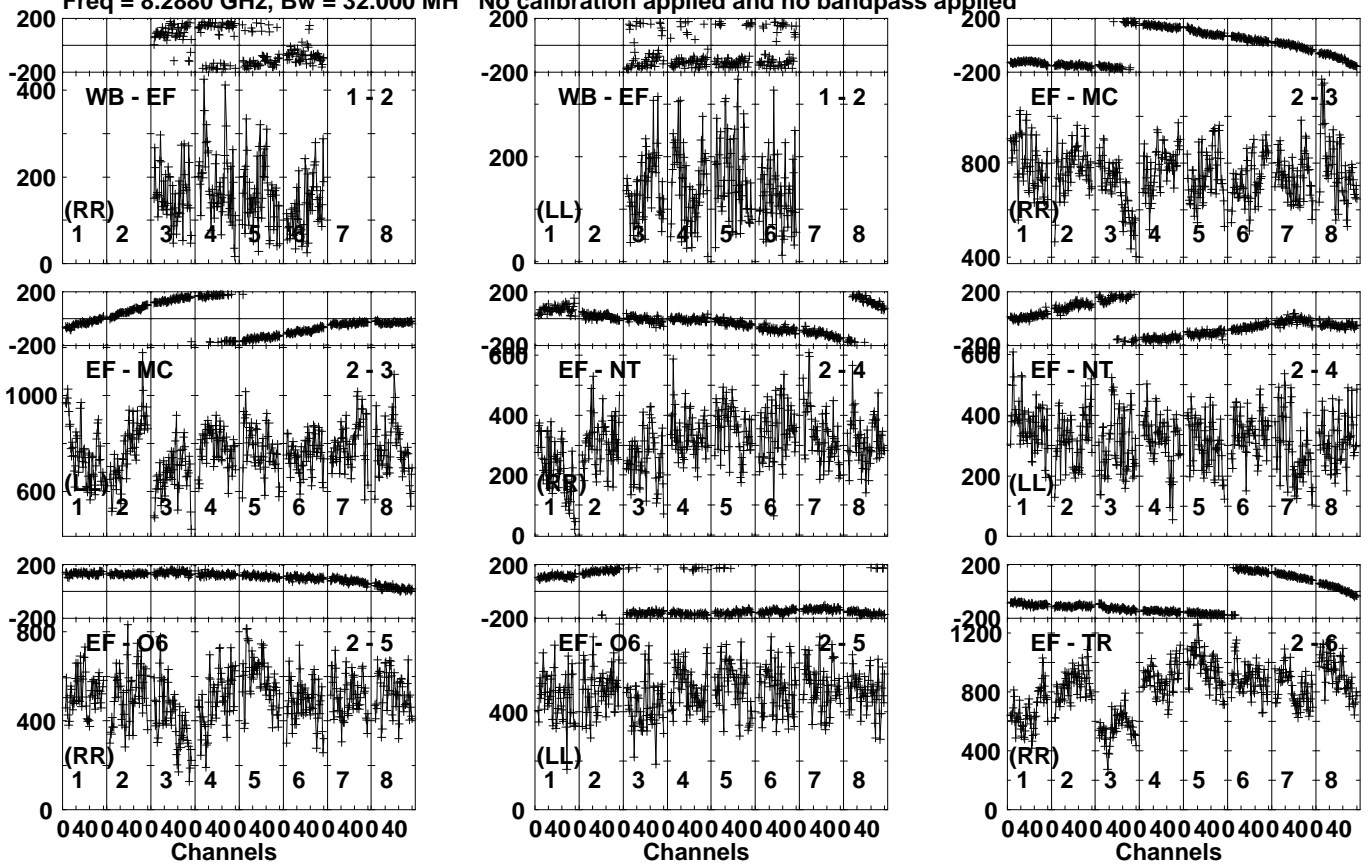 Freq = 8.2880 GHz, Bw = 32.000 MH No calibration applied and no bandpass applied
200 200 200
-200 -200 -200
400 WB - EF 1 - 2 WB - EF 1 - 2 EF - MC 2 - 3
200 200 800
(RR) (LL) (RR)
1 2 3 4 5 6 7 8 1 2 3 4 5 6 7 8 1 2 3 4 5 6 7 8
0 0 400
200 200 200
-200 -200 -200
600 600
EF - MC 2 - 3 EF - NT 2 - 4 EF - NT 2 - 4
1000 400 400
600 200 200
(LL) (RR) (LL)
1 2 3 4 5 6 7 8 1 2 3 4 5 6 7 8 1 2 3 4 5 6 7 8
0 0
200 200 200
-200 -200 -200
800 1200
EF - O6 2 - 5 EF - O6 2 - 5 EF - TR 2 - 6
400 400 800
400
(RR) (LL) (RR)
1 2 3 4 5 6 7 8 1 2 3 4 5 6 7 8 1 2 3 4 5 6 7 8
0 0 0
0 40 0 40 0 40 0 40 0 40 0 40 0 40 0 40 0 40 0 40 0 40 0 40 0 40 0 40 0 40 0 40 0 40 0 40 0 40 0 40 0 40 0 40 0 40 0 40
Channels Channels Channels